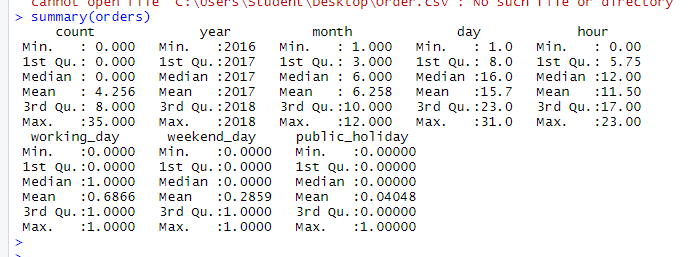 cannot open file 'C:\Users\Student\Desktop\Order.csv': No such file or directory
> summary(orders)
     count             year          month             day            hour
 Min.   : 0.000   Min.   :2016   Min.   : 1.000   Min.   : 1.0   Min.   : 0.00
 1st Qu.: 0.000   1st Qu.:2017   1st Qu.: 3.000   1st Qu.: 8.0   1st Qu.: 5.75
 Median : 0.000   Median :2017   Median : 6.000   Median :16.0   Median :12.00
 Mean   : 4.256   Mean   :2017   Mean   : 6.258   Mean   :15.7   Mean   :11.50
 3rd Qu.: 8.000   3rd Qu.:2018   3rd Qu.:10.000   3rd Qu.:23.0   3rd Qu.:17.00
 Max.   :35.000   Max.   :2018   Max.   :12.000   Max.   :31.0   Max.   :23.00
  working_day      weekend_day     public_holiday
 Min.   :0.0000   Min.   :0.0000   Min.   :0.00000
 1st Qu.:0.0000   1st Qu.:0.0000   1st Qu.:0.00000
 Median :1.0000   Median :0.0000   Median :0.00000
 Mean   :0.6866   Mean   :0.2859   Mean   :0.04048
 3rd Qu.:1.0000   3rd Qu.:1.0000   3rd Qu.:0.00000
 Max.   :1.0000   Max.   :1.0000   Max.   :1.00000
>
>